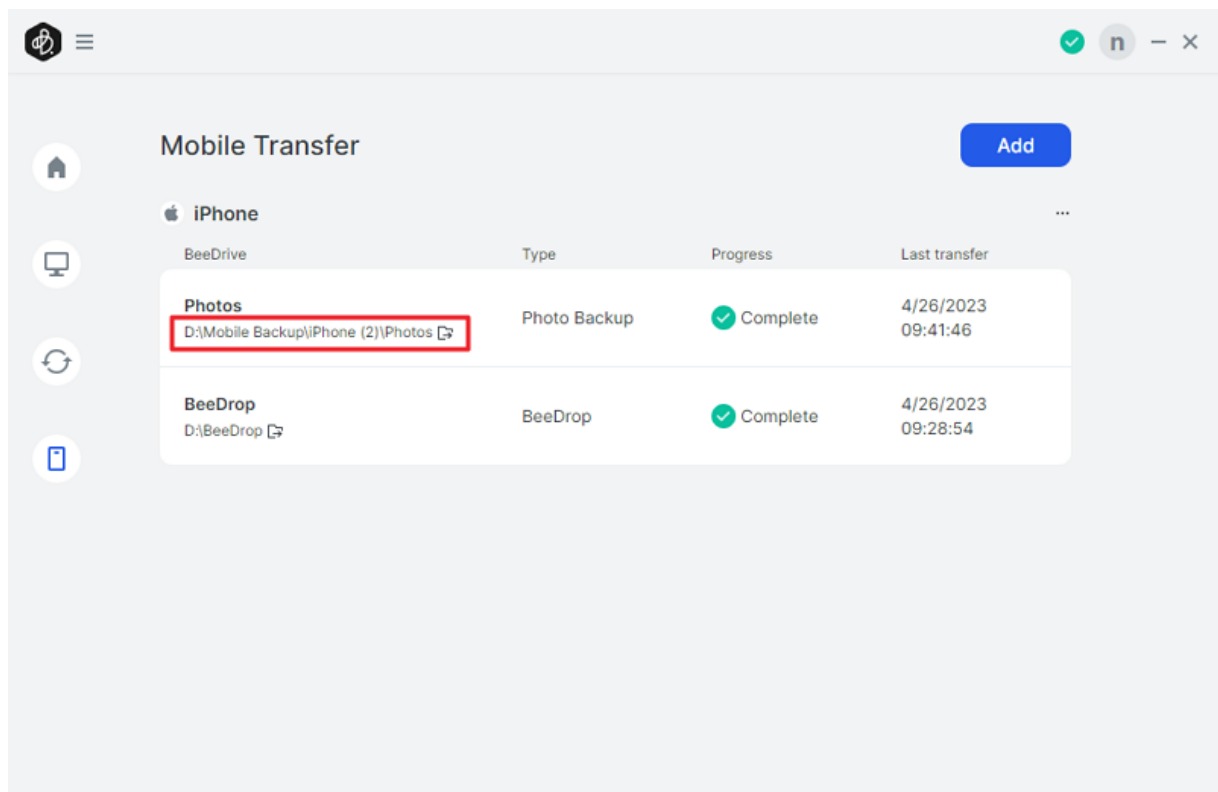 n
Mobile Transfer
Add
iPhone
...
BeeDrive Type Progress Last transfer
Photos
D:\Mobile Backup\iPhone (2)\Photos
Photo Backup
Complete
4/26/2023
09:41:46
BeeDrop
D:\BeeDrop
BeeDrop
Complete
4/26/2023
09:28:54